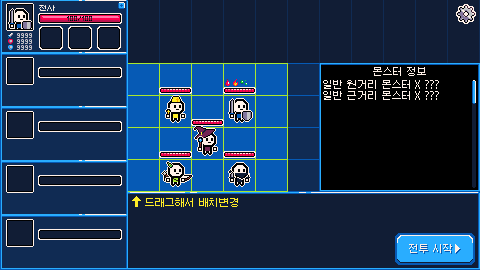 전사
100/100
9999
9999
9999
몬스터 정보
일반 원거리 몬스터 X ???
일반 근거리 몬스터 X ???
드래그해서 배치변경
전투 시작